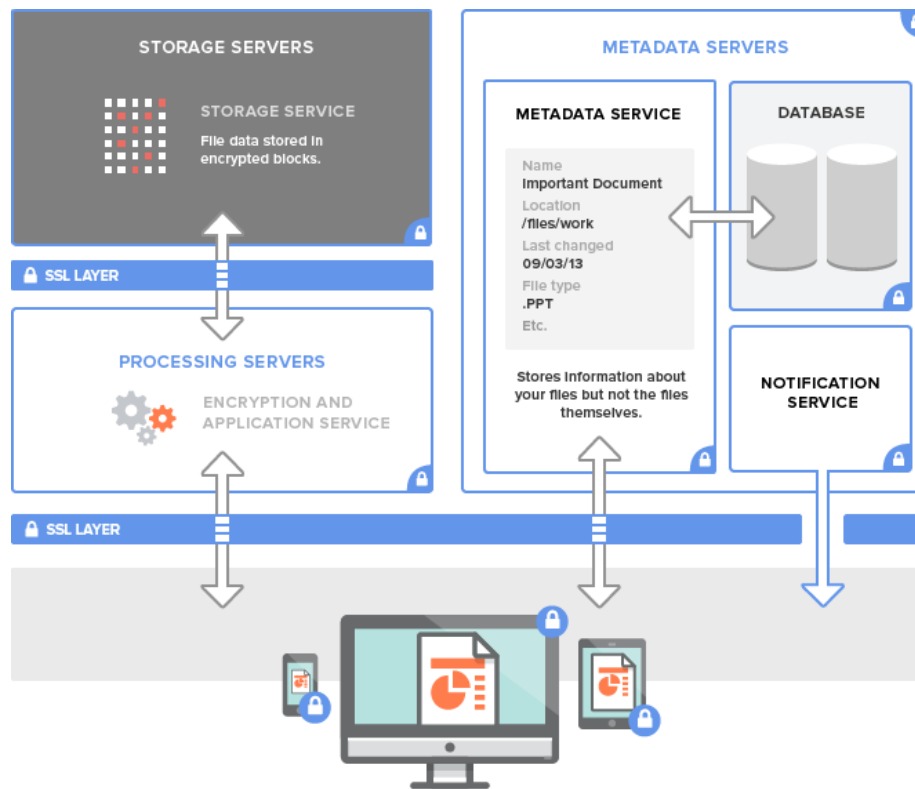 STORAGE SERVERS
STORAGE SERVICE
File data stored in
encrypted blocks.
SSL LAYER
PROCESSING SERVERS
ENCRYPTION AND
APPLICATION SERVICE
SSL LAYER
METADATA SERVERS
METADATA SERVICE
Name
Important Document
Location
/files/work
Last changed
09/03/13
File type
.PPT
Etc.
Stores information about
your files but not the files
themselves.
DATABASE
NOTIFICATION
SERVICE